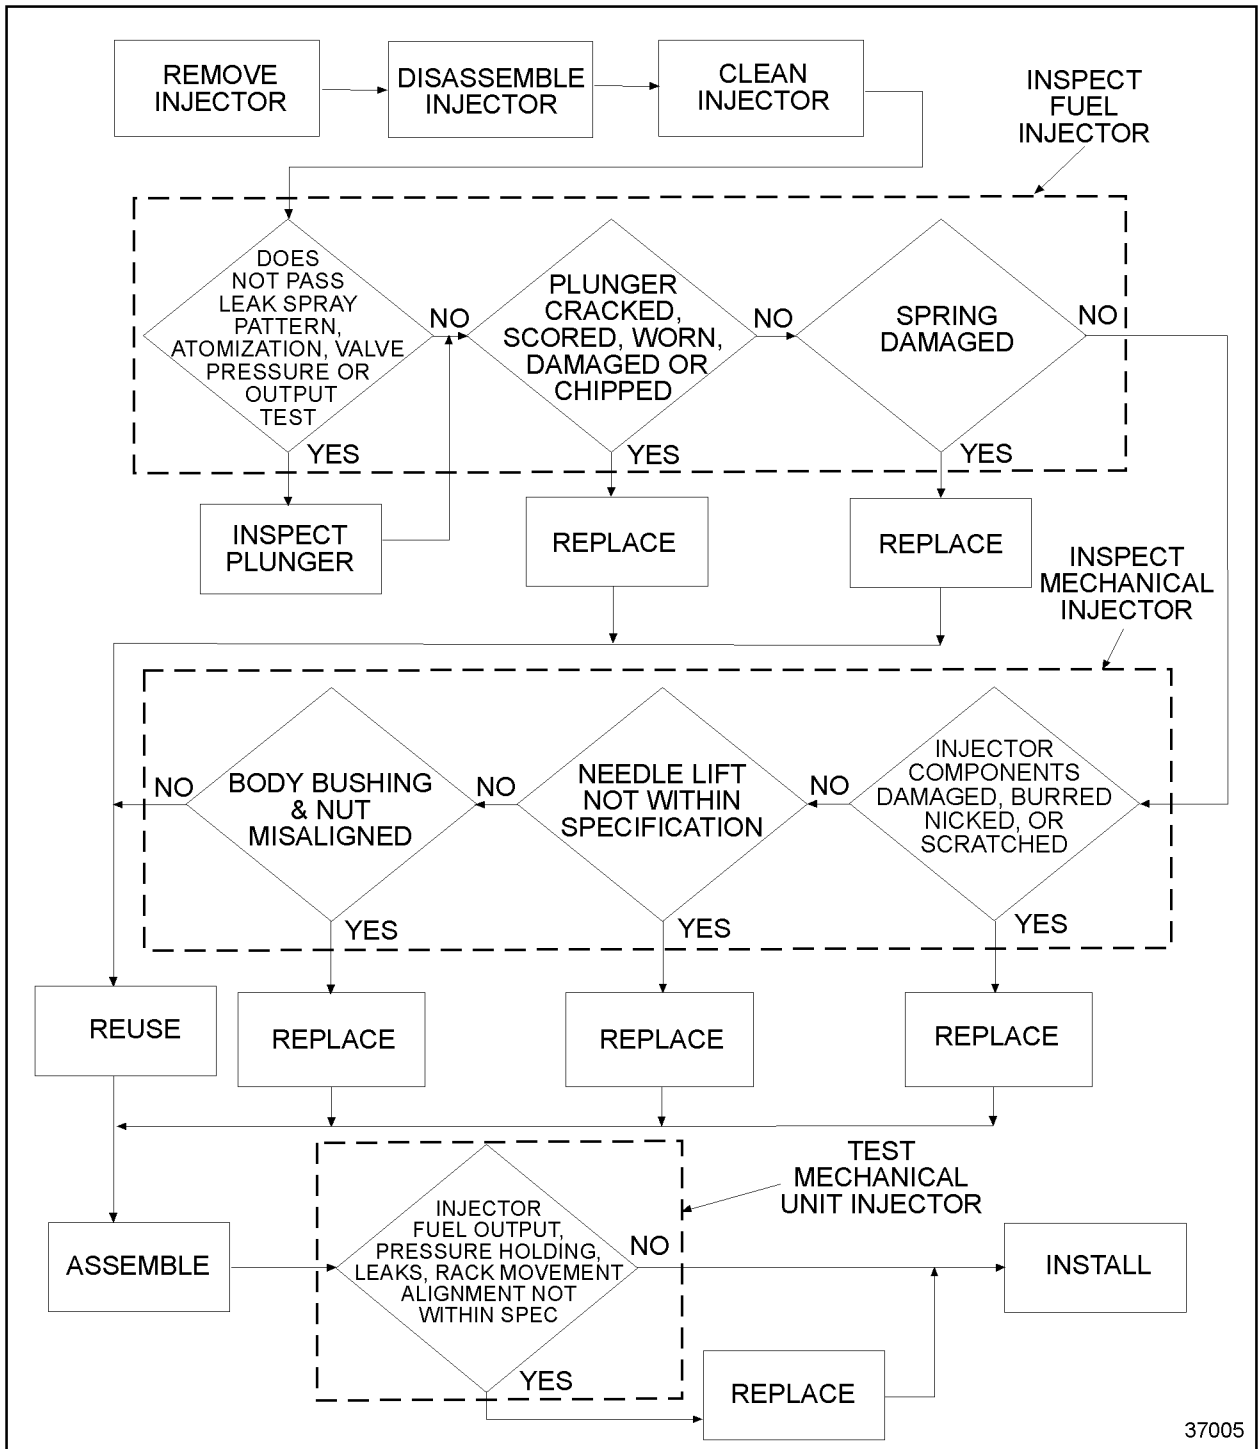 REMOVE
INJECTOR
DISASSEMBLE
INJECTOR
CLEAN
INJECTOR
INSPECT
FUEL
INJECTOR
DOES
NOT PASS
LEAK SPRAY
PATTERN,
ATOMIZATION, VALVE
PRESSURE OR
OUTPUT
TEST
NO
YES
PLUNGER
CRACKED,
SCORED, WORN,
DAMAGED OR
CHIPPED
NO
YES
SPRING
DAMAGED
NO
YES
INSPECT
PLUNGER
REPLACE
REPLACE
INSPECT
MECHANICAL
INJECTOR
INJECTOR
COMPONENTS
DAMAGED, BURRED
NICKED, OR
SCRATCHED
NO
YES
NEEDLE LIFT
NOT WITHIN
SPECIFICATION
NO
YES
BODY BUSHING
& NUT
MISALIGNED
NO
YES
REUSE
REPLACE
REPLACE
REPLACE
TEST
MECHANICAL
UNIT INJECTOR
ASSEMBLE
INJECTOR
FUEL OUTPUT,
PRESSURE HOLDING,
LEAKS, RACK MOVEMENT
ALIGNMENT NOT
WITHIN SPEC
NO
YES
INSTALL
REPLACE
37005